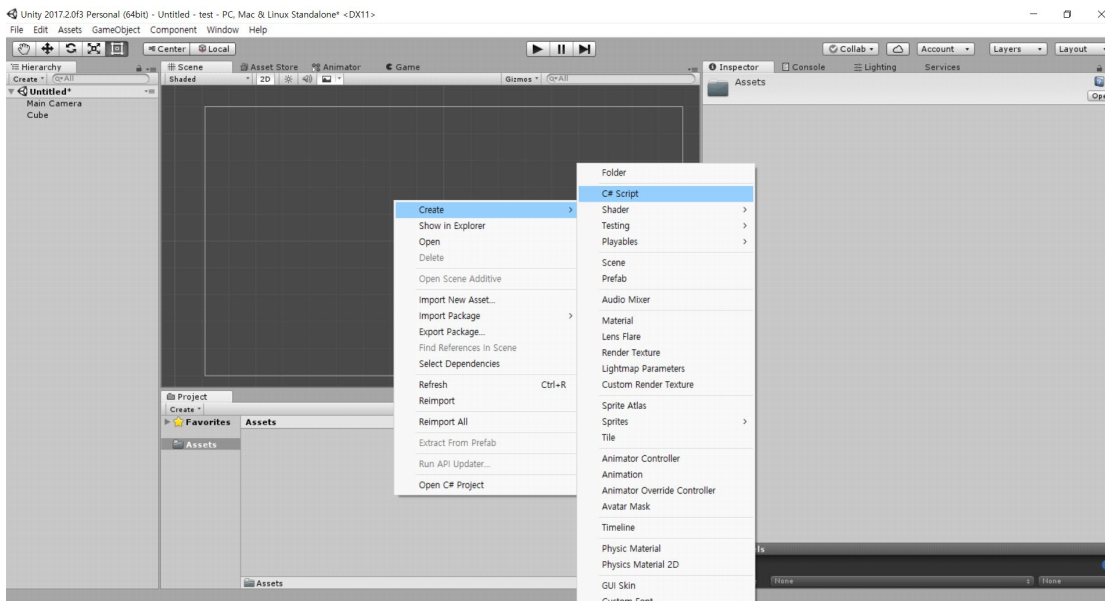 Unity 2017.2.0f3 Personal (64bit) - Untitled - test - PC, Mac & Linux Standalone* <DX11>
File Edit Assets GameObject Component Window Help
Center Local
Collab Account Layers Layout
Hierarchy
Create All
Untitled*
Main Camera
Cube
Scene Asset Store Animator Game
Shaded 2D Gizmos All
Inspector Console Lighting Services
Assets
Ope
Create
Show in Explorer
Open
Delete
Open Scene Additive
Import New Asset...
Import Package
Export Package...
Find References In Scene
Select Dependencies
Refresh Ctrl+R
Reimport
Reimport All
Extract From Prefab
Run API Updater...
Open C# Project
Folder
C# Script
Shader
Testing
Playables
Scene
Prefab
Audio Mixer
Material
Lens Flare
Render Texture
Lightmap Parameters
Custom Render Texture
Sprite Atlas
Sprites
Tile
Animator Controller
Animation
Animator Override Controller
Avatar Mask
Timeline
Physic Material
Physics Material 2D
GUI Skin
Custom Font
Project
Create
Favorites
Assets
Assets
Assets
ls
None None